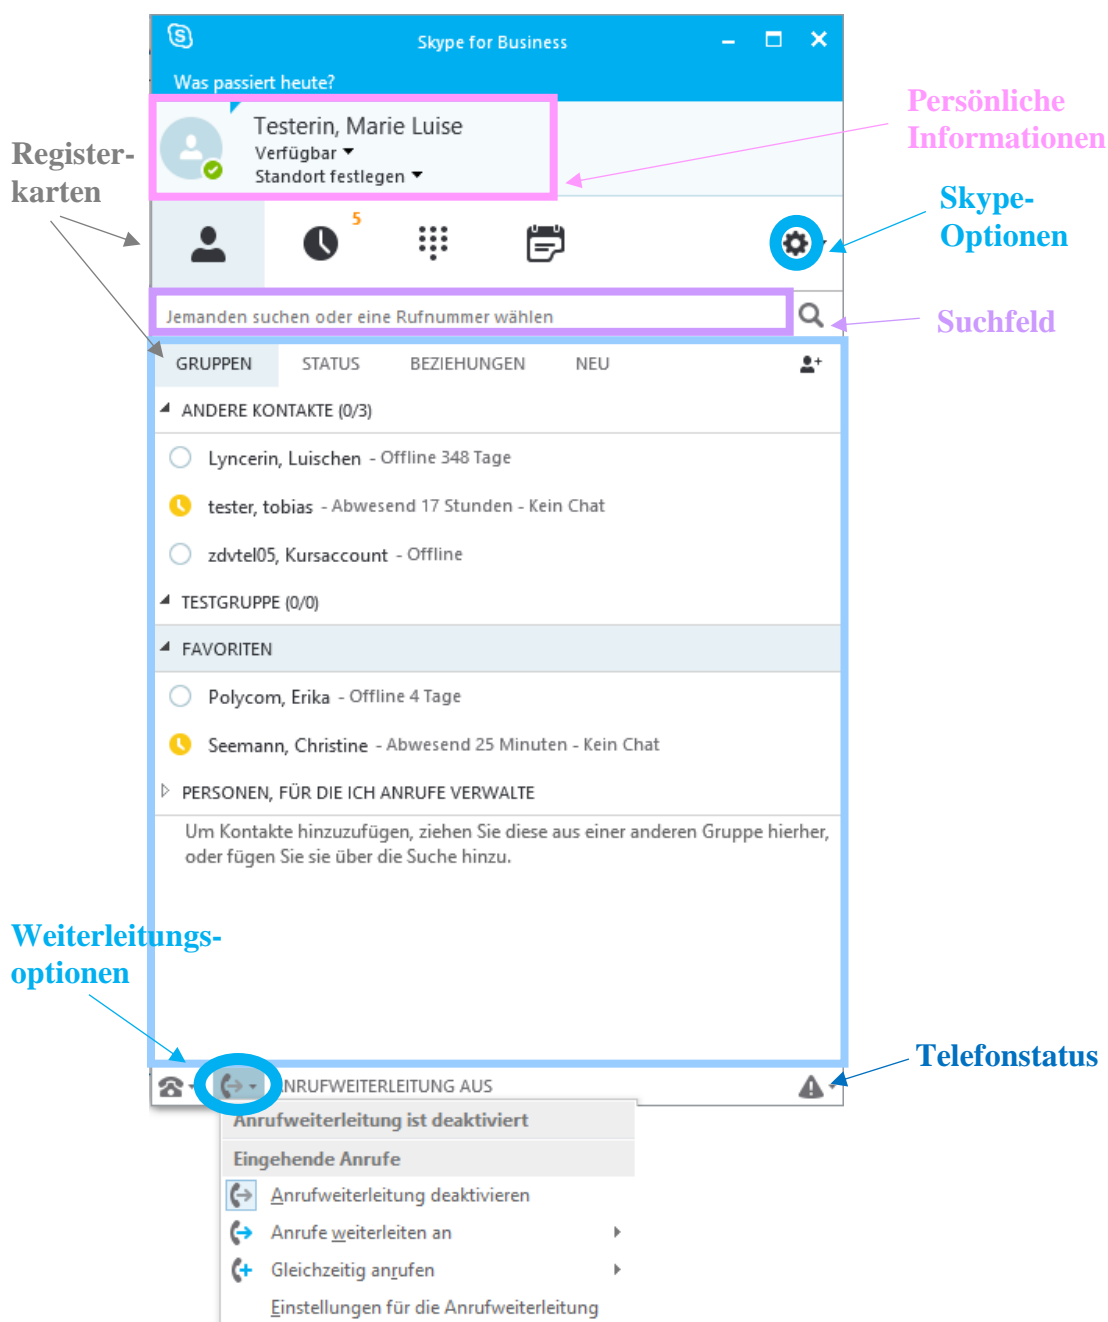 S
Skype for Business
Was passiert heute?
Testerin, Marie Luise
Verfügbar
Standort festlegen
Persönliche
Informationen
Register-
karten
Skype-
Optionen
5
Jemanden suchen oder eine Rufnummer wählen
Suchfeld
GRUPPEN STATUS BEZIEHUNGEN NEU
ANDERE KONTAKTE (0/3)
Lyncerin, Luischen - Offline 348 Tage
tester, tobias - Abwesend 17 Stunden - Kein Chat
zdvtel05, Kursaccount - Offline
TESTGRUPPE (0/0)
FAVORITEN
Polycom, Erika - Offline 4 Tage
Seemann, Christine - Abwesend 25 Minuten - Kein Chat
PERSONEN, FÜR DIE ICH ANRUFE VERWALTE
Um Kontakte hinzuzufügen, ziehen Sie diese aus einer anderen Gruppe hierher,
oder fügen Sie sie über die Suche hinzu.
Weiterleitungs-
optionen
Telefonstatus
ANRUFWEITERLEITUNG AUS
Anrufweiterleitung ist deaktiviert
Eingehende Anrufe
Anrufweiterleitung deaktivieren
Anrufe weiterleiten an
Gleichzeitig anrufen
Einstellungen für die Anrufweiterleitung